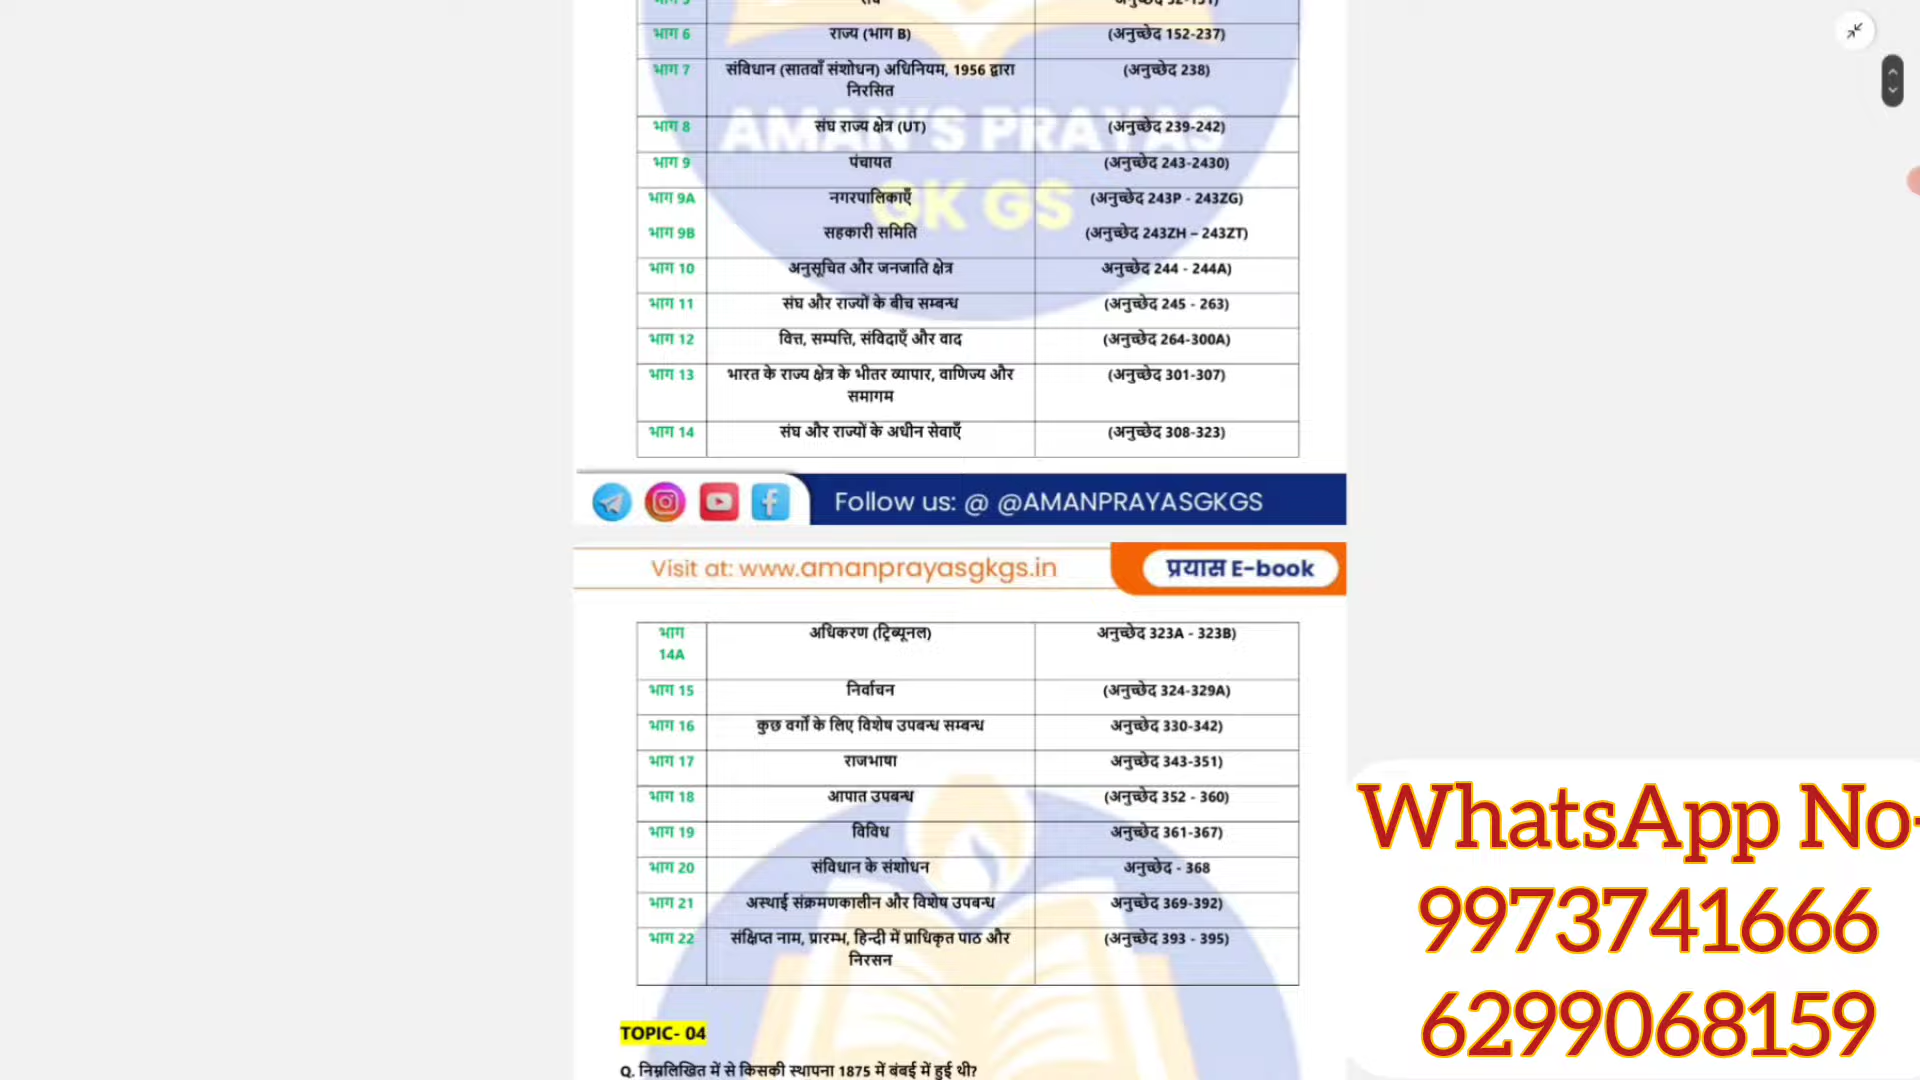 भाग 6 राज्य (भाग B) (अनुच्छेद 152-237)
भाग 7 संविधान (सातवाँ संशोधन) अधिनियम, 1956 द्वारा (अनुच्छेद 238)
निरसित
AMAN'S PRAYAS
भाग 8 संघ राज्य क्षेत्र (UT) (अनुच्छेद 239-242)
भाग 9 पंचायत (अनुच्छेद 243-2430)
GK GS
भाग 9A नगरपालिकाएँ (अनुच्छेद 243P - 243ZG)
भाग 9B सहकारी समिति (अनुच्छेद 243ZH – 243ZT)
भाग 10 अनुसूचित और जनजाति क्षेत्र अनुच्छेद 244 - 244A)
भाग 11 संघ और राज्यों के बीच सम्बन्ध (अनुच्छेद 245 - 263)
भाग 12 वित्त, सम्पत्ति, संविदाएँ और वाद (अनुच्छेद 264-300A)
भाग 13 भारत के राज्य क्षेत्र के भीतर व्यापार, वाणिज्य और (अनुच्छेद 301-307)
समागम
भाग 14 संघ और राज्यों के अधीन सेवाएँ (अनुच्छेद 308-323)
Follow us: @ @AMANPRAYASGKGS
Visit at: www.amanprayasgkgs.in प्रयास E-book
भाग अधिकरण (ट्रिब्यूनल) अनुच्छेद 323A - 323B)
14A
भाग 15 निर्वाचन (अनुच्छेद 324-329A)
भाग 16 कुछ वर्गों के लिए विशेष उपबन्ध सम्बन्ध अनुच्छेद 330-342)
भाग 17 राजभाषा अनुच्छेद 343-351)
भाग 18 आपात उपबन्ध (अनुच्छेद 352 - 360)
भाग 19 विविध अनुच्छेद 361-367)
भाग 20 संविधान के संशोधन अनुच्छेद - 368
भाग 21 अस्थाई संक्रमणकालीन और विशेष उपबन्ध अनुच्छेद 369-392)
भाग 22 संक्षिप्त नाम, प्रारम्भ, हिन्दी में प्राधिकृत पाठ और (अनुच्छेद 393 - 395)
निरसन
TOPIC- 04
Q. निम्नलिखित में से किसकी स्थापना 1875 में बंबई में हुई थी?
WhatsApp No-
9973741666
6299068159